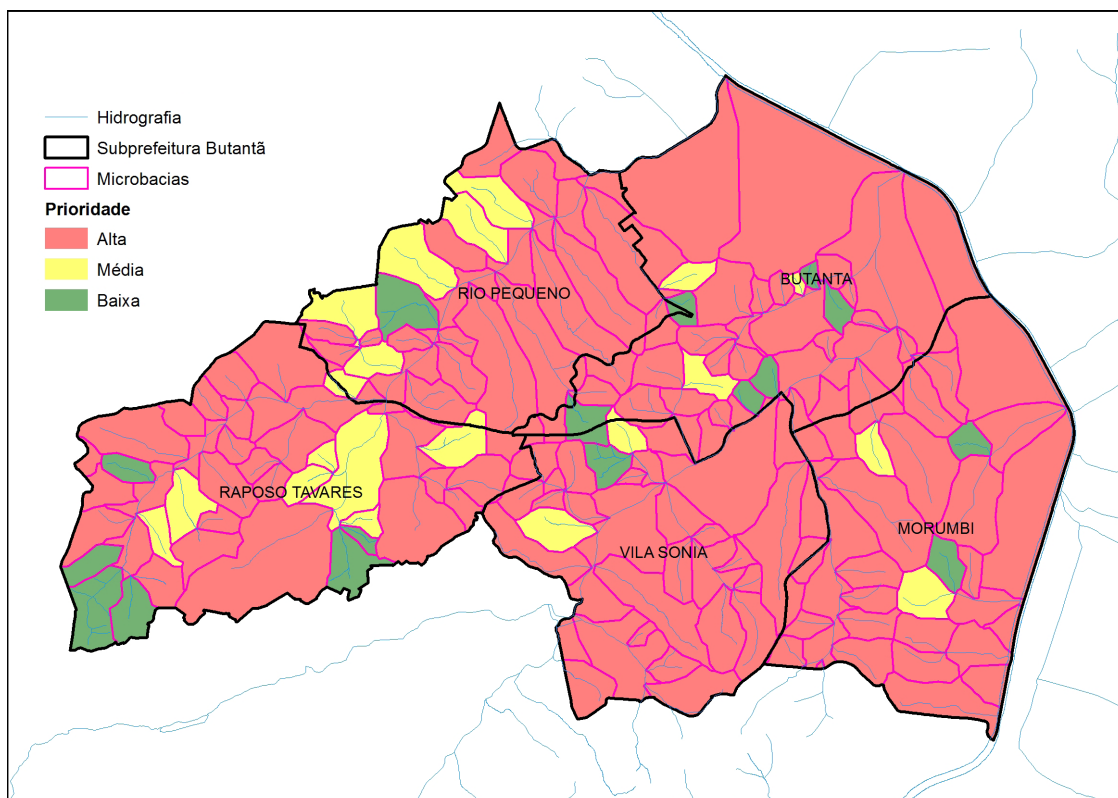 Hidrografia
Subprefeitura Butantã
Microbacias
Prioridade
Alta
Média
Baixa
BUTANTA
RIO PEQUENO
RAPOSO TAVARES
MORUMBI
VILA SONIA